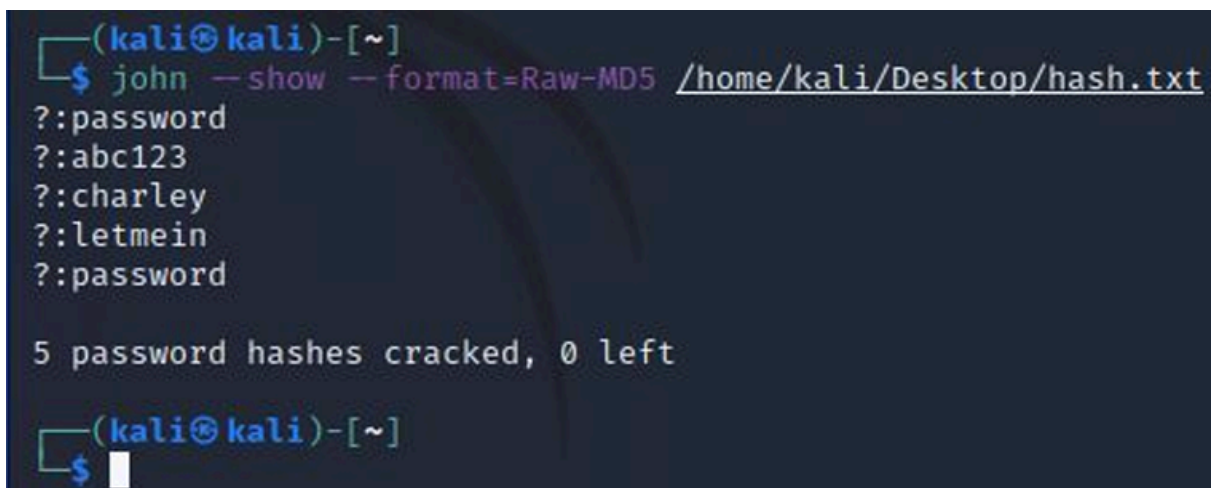 ┌──(kali㉿kali)-[~]
└─$ john --show --format=Raw-MD5 /home/kali/Desktop/hash.txt
?:password
?:abc123
?:charley
?:letmein
?:password
5 password hashes cracked, 0 left
┌──(kali㉿kali)-[~]
└─$